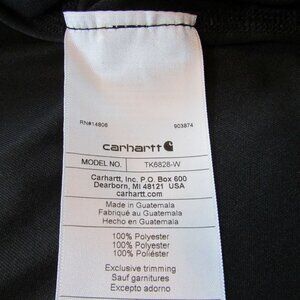 RN#14806 903874
carhartt
MODEL NO. TK6828-W
Carhartt, Inc. P.O. Box 600
Dearborn, MI 48121 USA
carhartt.com
Made in Guatemala
Fabriqué au Guatemala
Hecho en Guatemala
100% Polyester
100% Polyester
100% Polyester
Exclusive trimming
Sauf garnitures
Excepto adorno